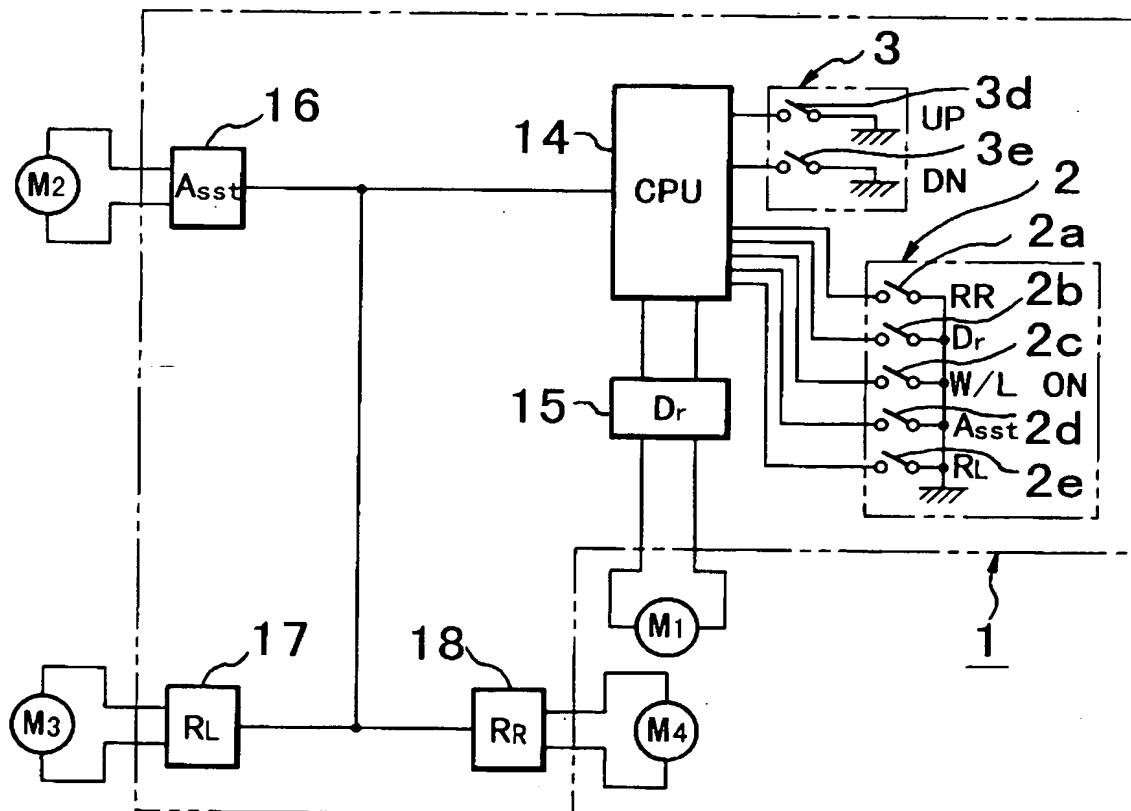 3
3d
UP
16
14
3e
DN
M2
Asst
CPU
2
2a
RR
2b
Dr
2c
W/L ON
15
Dr
Asst
2d
RL
2e
M1
1
17
18
M3
RL
RR
M4